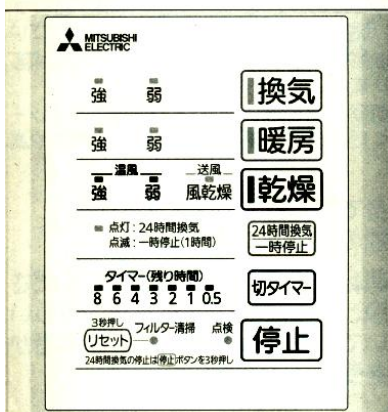 MITSUBISHI
ELECTRIC
強 弱 換気
強 弱 暖房
温風 送風
強 弱 風乾燥 乾燥
点灯:24時間換気
点滅:一時停止(1時間)
24時間換気
一時停止
タイマー(残り時間)
8 6 4 3 2 1 0.5
切タイマー
3秒押し
リセット フィルター清掃 点検
停止
24時間換気の停止は停止ボタンを3秒押し